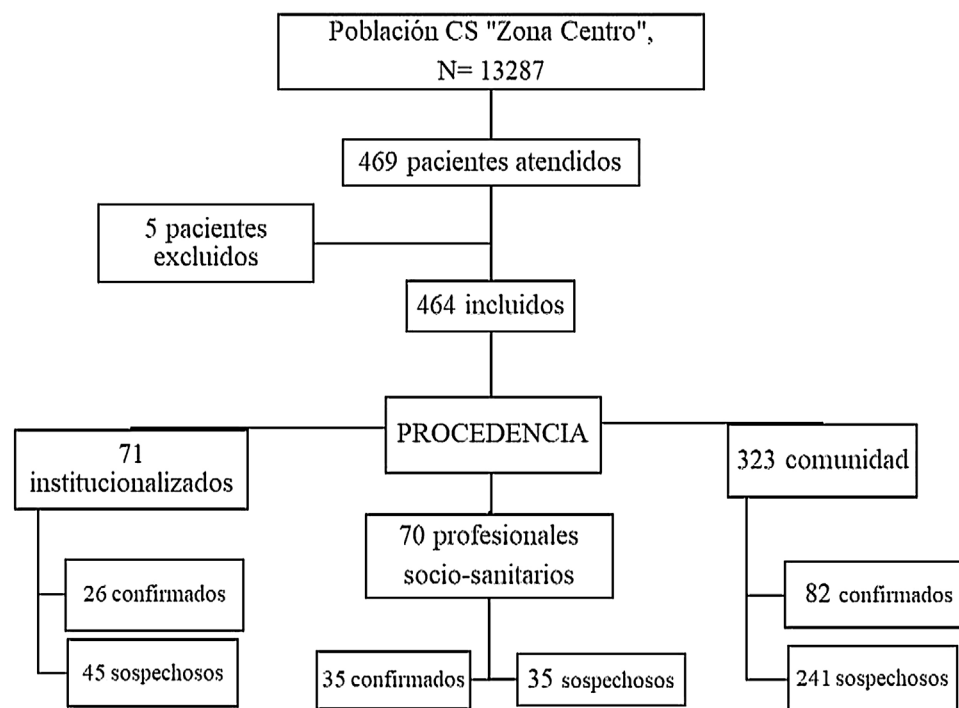 Población CS "Zona Centro",
N= 13287
469 pacientes atendidos
5 pacientes
excluidos
464 incluidos
PROCEDENCIA
71
institucionalizados
26 confirmados
45 sospechosos
70 profesionales
socio-sanitarios
35 confirmados
35 sospechosos
323 comunidad
82 confirmados
241 sospechosos